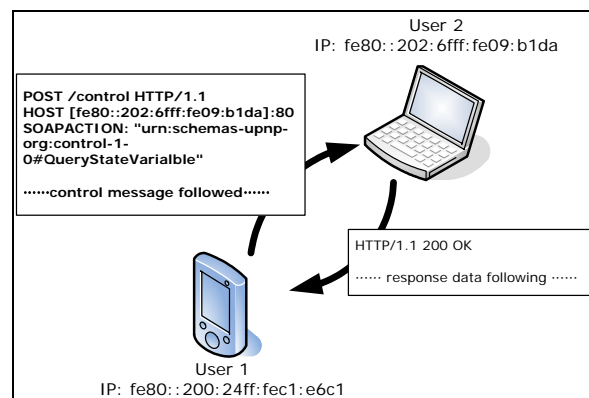 User 2
IP: fe80::202:6fff:fe09:b1da
POST /control HTTP/1.1
HOST [fe80::202:6fff:fe09:b1da]:80
SOAPACTION: "urn:schemas-upnp-
org:control-1-
0#QueryStateVarialble"
······control message followed······
HTTP/1.1 200 OK
······ response data following ······
User 1
IP: fe80::200:24ff:fec1:e6c1